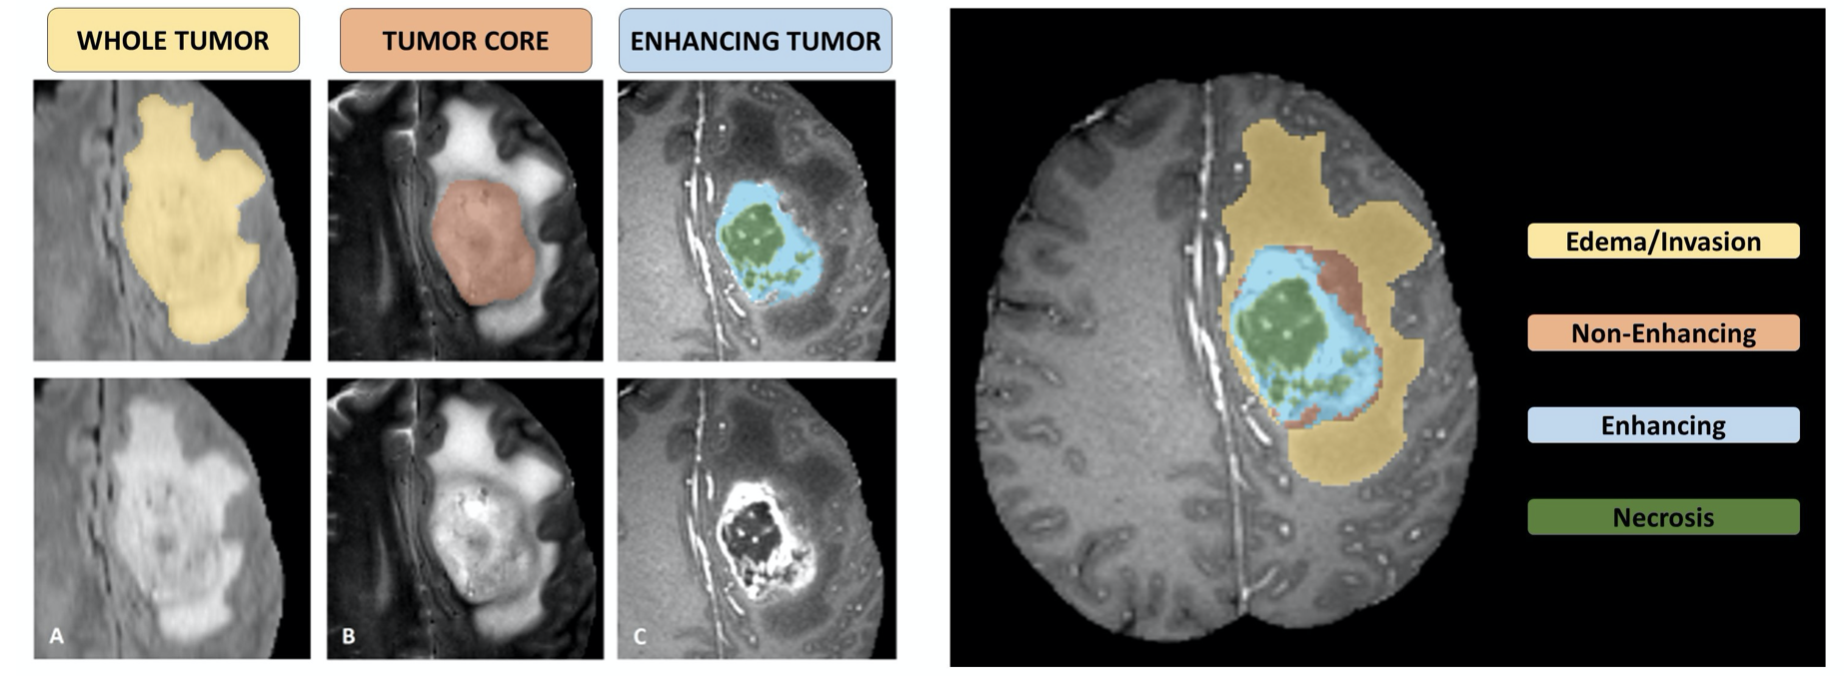 WHOLE TUMOR
TUMOR CORE
ENHANCING TUMOR
A
B
C
Edema/Invasion
Non-Enhancing
Enhancing
Necrosis